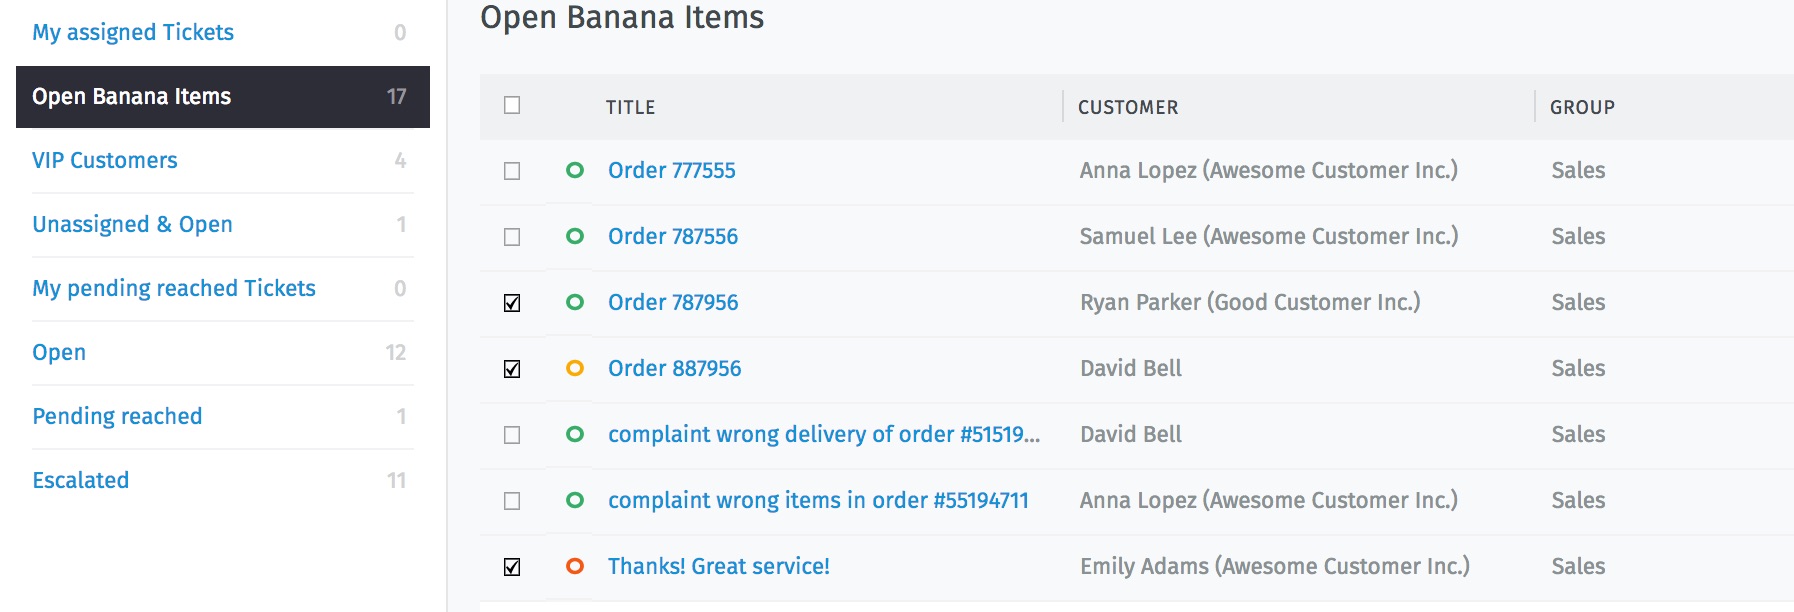 My assigned Tickets 0
Open Banana Items 17
VIP Customers 4
Unassigned & Open 1
My pending reached Tickets 0
Open 12
Pending reached 1
Escalated 11
Open Banana Items
TITLE CUSTOMER GROUP
Order 777555 Anna Lopez (Awesome Customer Inc.) Sales
Order 787556 Samuel Lee (Awesome Customer Inc.) Sales
Order 787956 Ryan Parker (Good Customer Inc.) Sales
Order 887956 David Bell Sales
complaint wrong delivery of order #51519... David Bell Sales
complaint wrong items in order #55194711 Anna Lopez (Awesome Customer Inc.) Sales
Thanks! Great service! Emily Adams (Awesome Customer Inc.) Sales